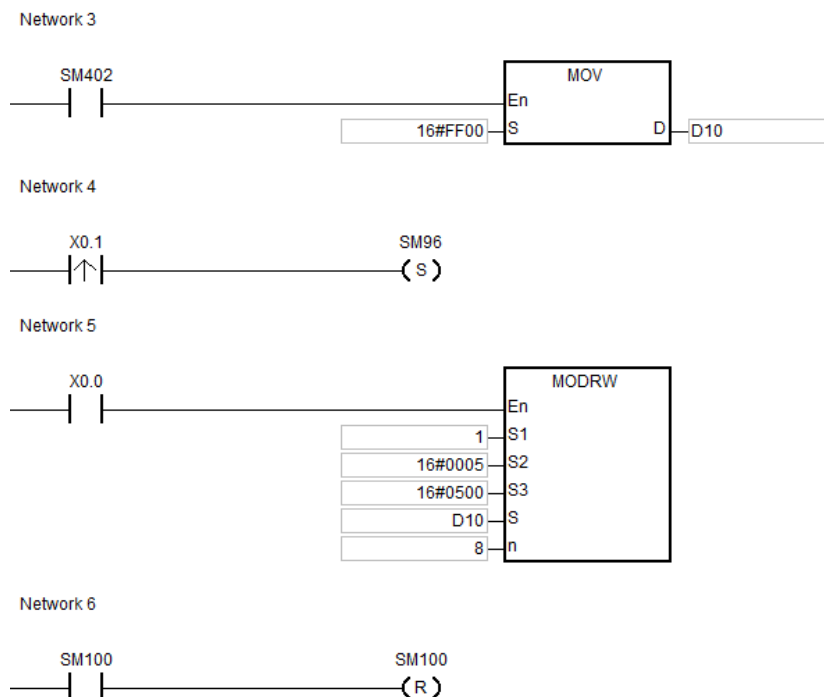 Network 3
SM402
MOV
En
16#FF00 S D D10
Network 4
X0.1 SM96
S
Network 5
X0.0
MODRW
En
1 S1
16#0005 S2
16#0500 S3
D10 S
8 n
Network 6
SM100 SM100
R